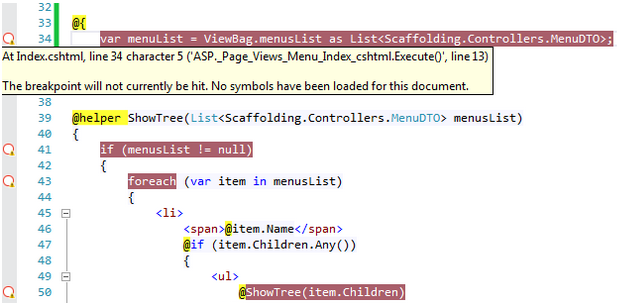 32
33 @{
34 var menuList = ViewBag.menusList as List<Scaffolding.Controllers.MenuDTO>;
At Index.cshtml, line 34 character 5 ('ASP._Page_Views_Menu_Index_cshtml.Execute()', line 13)
The breakpoint will not currently be hit. No symbols have been loaded for this document.
38
39 @helper ShowTree(List<Scaffolding.Controllers.MenuDTO> menusList)
40 {
41 if (menusList != null)
42 {
43 foreach (var item in menusList)
44 {
45 <li>
46 <span>@item.Name</span>
47 @if (item.Children.Any())
48 {
49 <ul>
50 @ShowTree(item.Children)